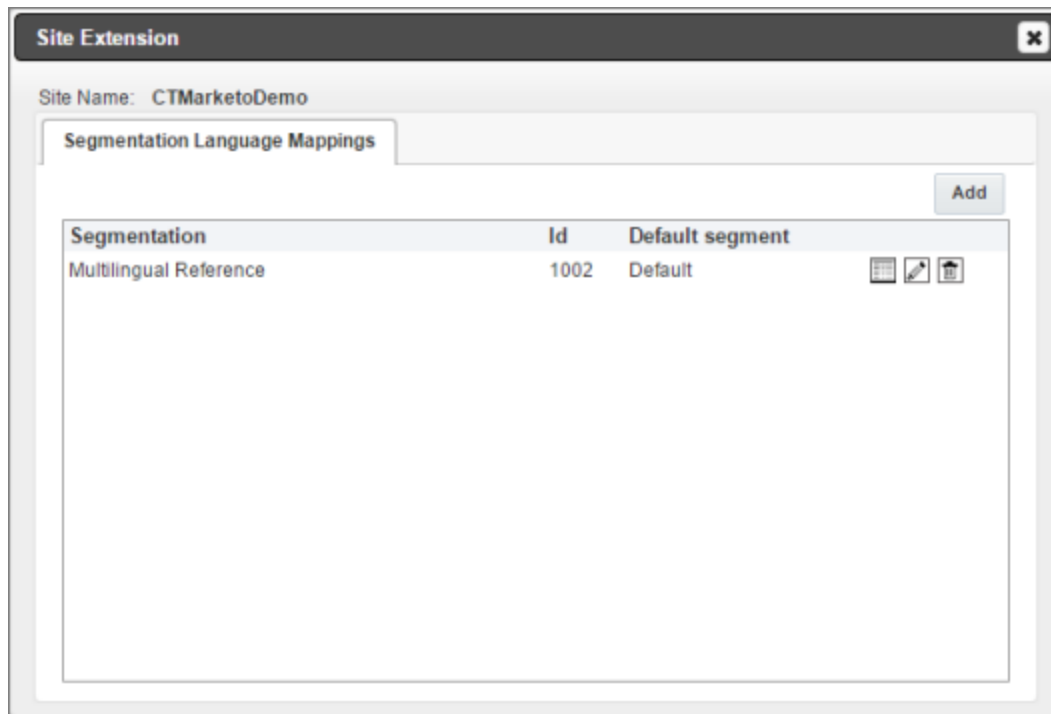 Site Extension
Site Name: CTMarketoDemo
Segmentation Language Mappings
Add
Segmentation Id Default segment
Multilingual Reference 1002 Default